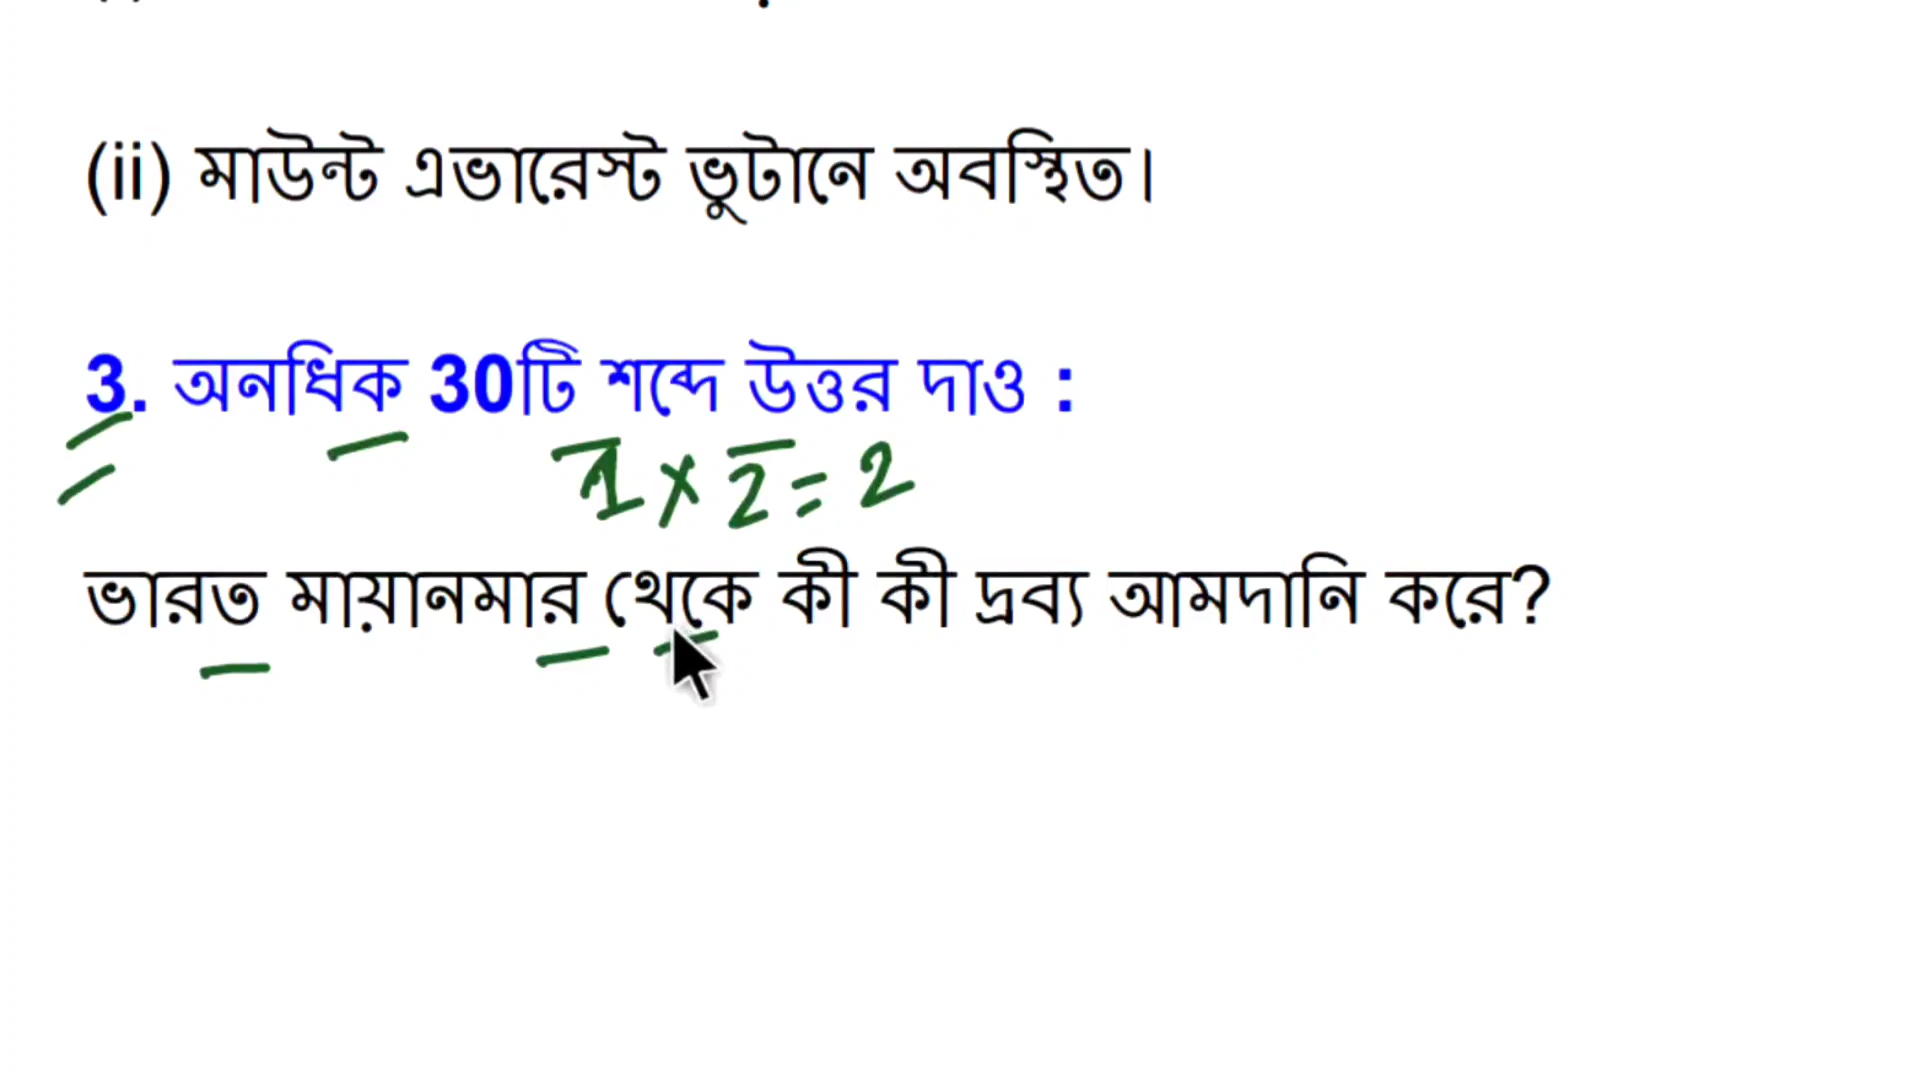 (ii) মাউন্ট এভারেস্ট ভুটানে অবস্থিত।
3. অনধিক 30টি শব্দে উত্তর দাও :
1 x 2 = 2
ভারত মায়ানমার থেকে কী কী দ্রব্য আমদানি করে?